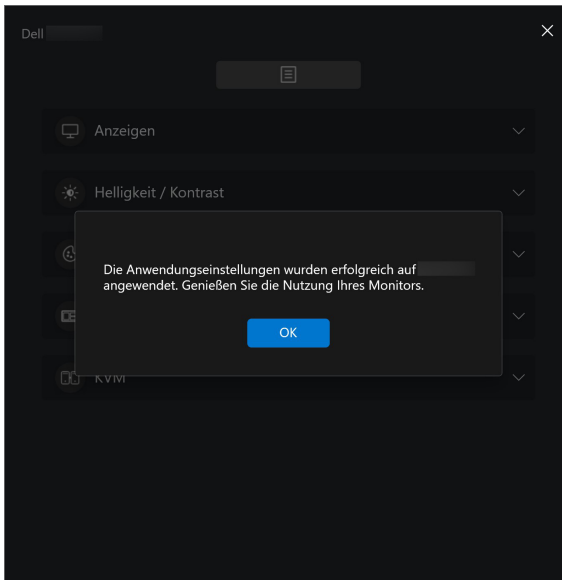 Dell
Anzeigen
Helligkeit / Kontrast
Die Anwendungseinstellungen wurden erfolgreich auf
angewendet. Genießen Sie die Nutzung Ihres Monitors.
OK
KVM